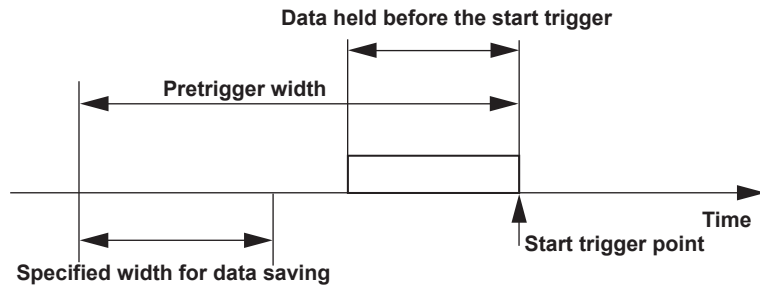 Data held before the start trigger
Pretrigger width
Time
Start trigger point
Specified width for data saving